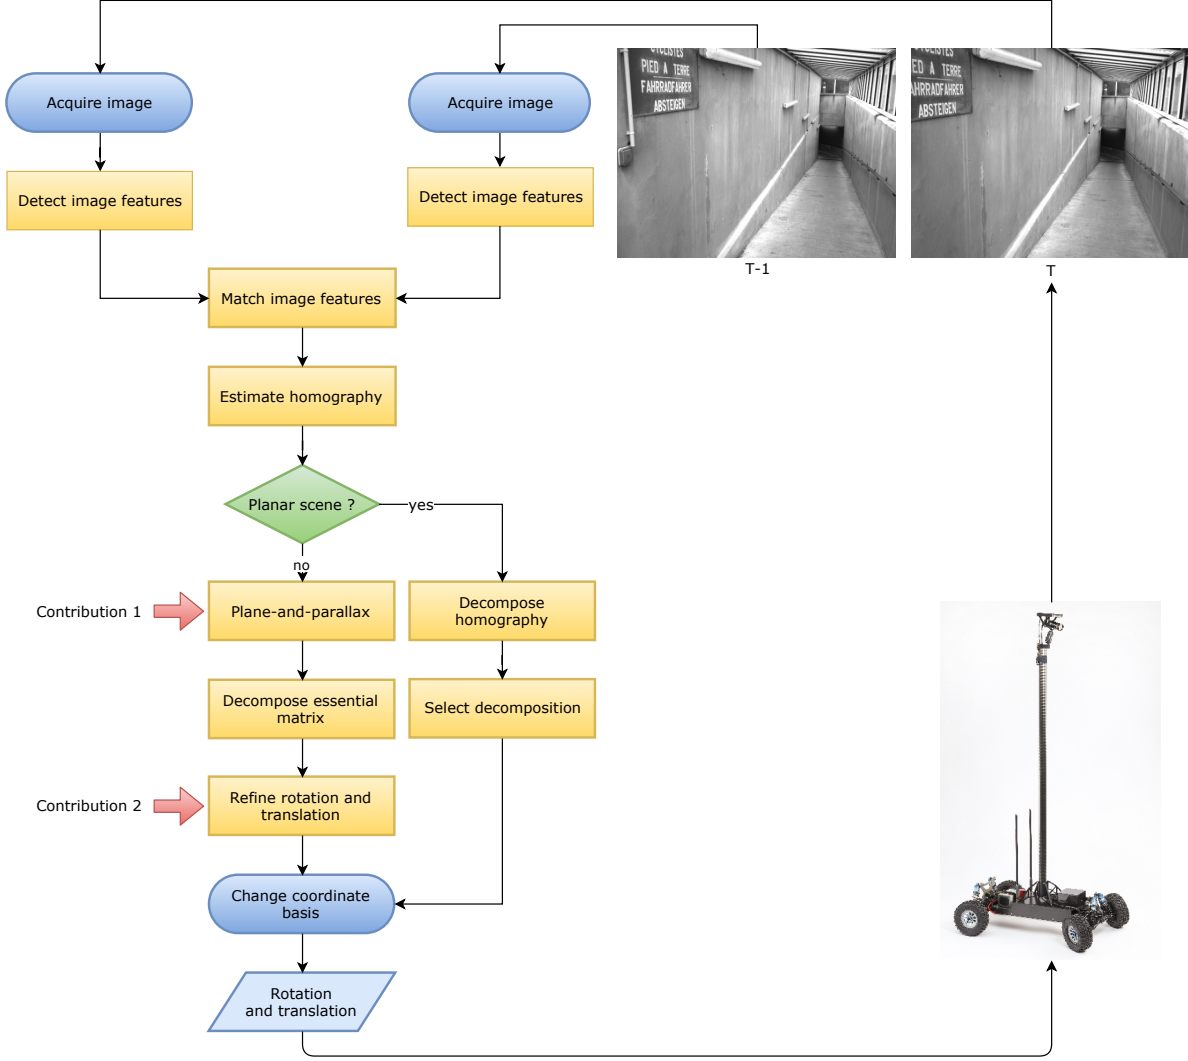 Acquire image
Acquire image
CYCLISTES
PIED A TERRE
FAHRRADFAHRER
ABSTEIGEN
PIED A TERRE
AHRRADFAHRER
ABSTEIGEN
Detect image features
Detect image features
T-1
T
Match image features
Estimate homography
Planar scene ?
yes
no
Contribution 1
Plane-and-parallax
Decompose
homography
Decompose essential
matrix
Select decomposition
Contribution 2
Refine rotation and
translation
Change coordinate
basis
Rotation
and translation